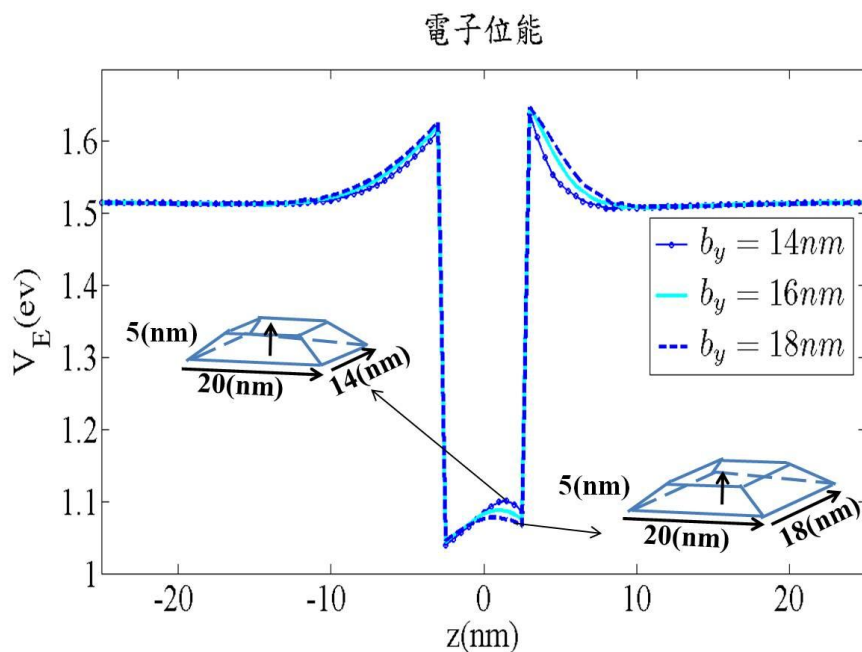 電子位能
V_E(ev)
1.6
1.5
1.4
1.3
1.2
1.1
1
-20
-10
0
10
20
z(nm)
b_y = 14nm
b_y = 16nm
b_y = 18nm
5(nm)
20(nm)
14(nm)
5(nm)
20(nm)
18(nm)